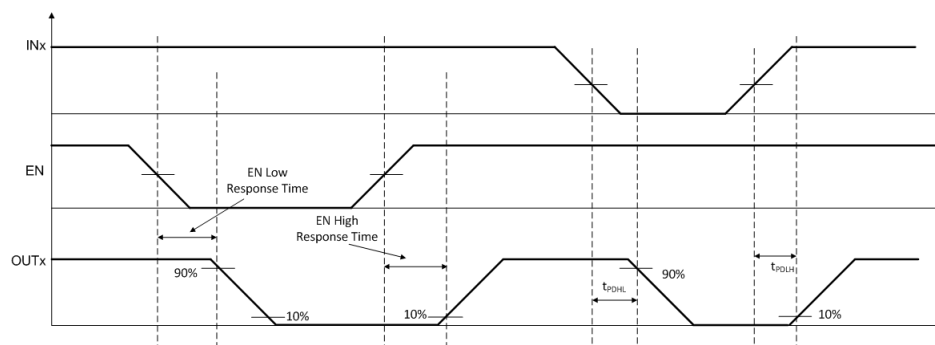 INx
EN
EN Low
Response Time
EN High
Response Time
OUTx
90%
10%
10%
tPDHL
90%
tPDLH
10%